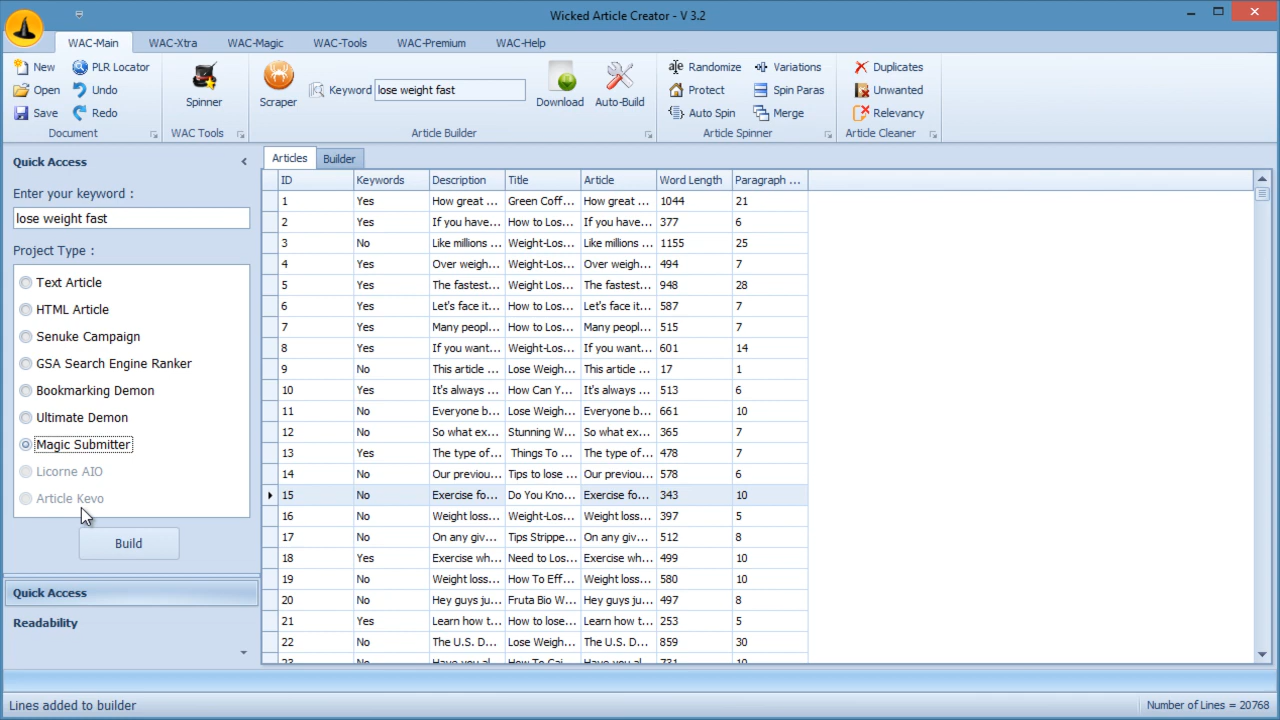 Wicked Article Creator - V 3.2
WAC-Main WAC-Xtra WAC-Magic WAC-Tools WAC-Premium WAC-Help
New PLR Locator
Open Undo
Save Redo
Document
Spinner
WAC Tools
Scraper
Keyword lose weight fast
Download
Auto-Build
Article Builder
Randomize Variations
Protect Spin Paras
Auto Spin Merge
Article Spinner
Duplicates
Unwanted
Relevancy
Article Cleaner
Quick Access
Enter your keyword :
lose weight fast
Project Type :
Text Article
HTML Article
Senuke Campaign
GSA Search Engine Ranker
Bookmarking Demon
Ultimate Demon
Magic Submitter
Licorne AIO
Article Kevo
Build
Quick Access
Readability
Articles Builder
ID Keywords Description Title Article Word Length Paragraph ...
1 Yes How great ... Green Coff... How great ... 1044 21
2 Yes If you have... How to Los... If you have... 377 6
3 No Like millions ... Weight-Los... Like millions ... 1155 25
4 Yes Over weigh... Weight-Los... Over weigh... 494 7
5 Yes The fastest... Weight Los... The fastest... 948 28
6 Yes Let's face it... How to Los... Let's face it... 587 7
7 Yes Many peopl... How to Los... Many peopl... 515 7
8 Yes If you want... Weight-Los... If you want... 601 14
9 No This article ... Lose Weigh... This article ... 17 1
10 Yes It's always ... How Can Y... It's always ... 513 6
11 No Everyone b... Lose Weigh... Everyone b... 661 10
12 No So what ex... Stunning W... So what ex... 365 7
13 Yes The type of... Things To ... The type of... 478 7
14 No Our previou... Tips to lose ... Our previou... 578 6
15 No Exercise fo... Do You Kno... Exercise fo... 343 10
16 No Weight loss... Weight-Los... Weight loss... 397 5
17 No On any giv... Tips Strippe... On any giv... 512 8
18 Yes Exercise wh... Need to Los... Exercise wh... 499 10
19 No Weight loss... How To Eff... Weight loss... 580 10
20 No Hey guys ju... Fruta Bio W... Hey guys ju... 497 8
21 Yes Learn how t... How to lose... Learn how t... 253 5
22 No The U.S. D... Lose Weigh... The U.S. D... 859 30
Lines added to builder
Number of Lines = 20768